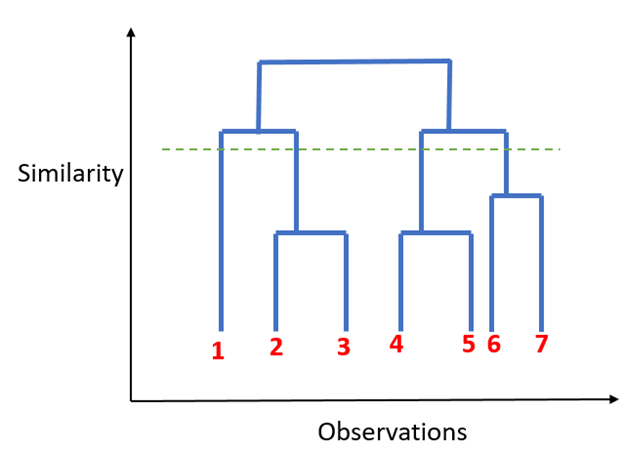 Similarity
1 2 3 4 5 6 7
Observations